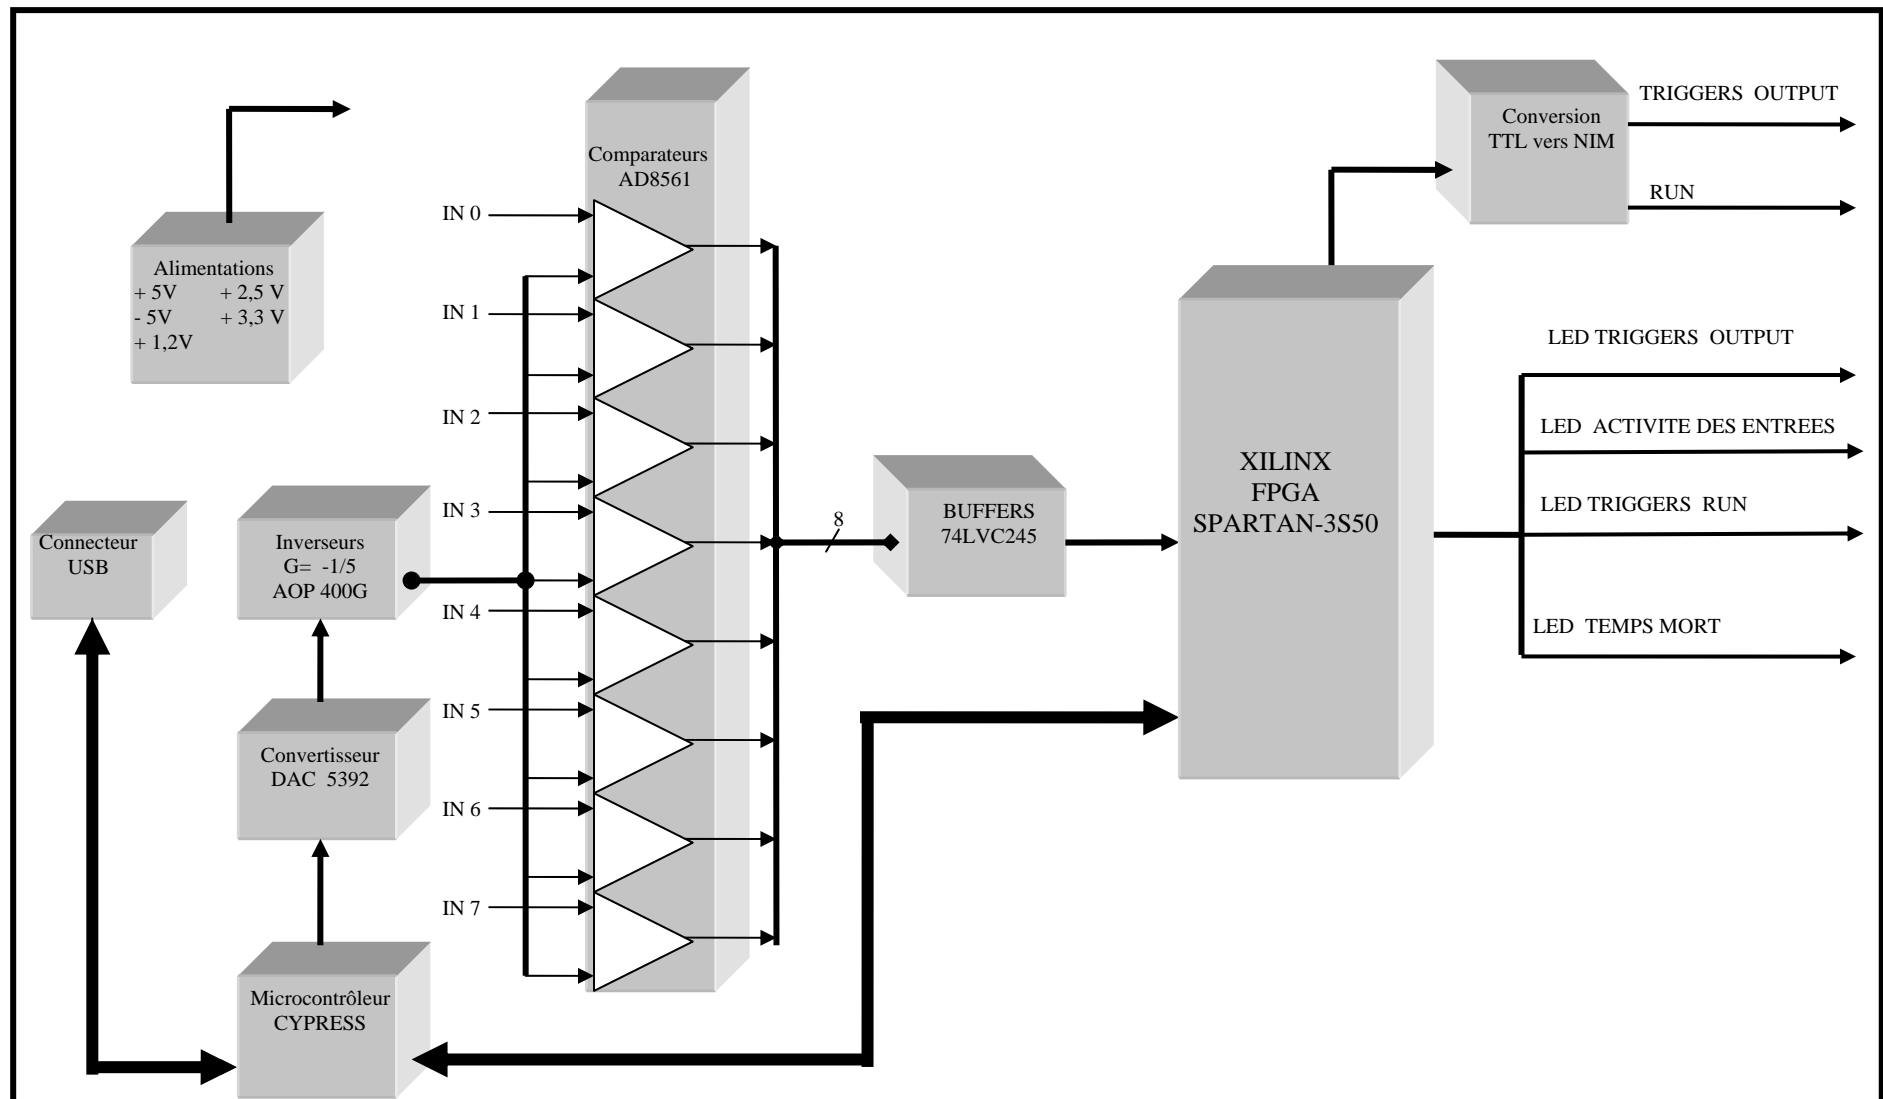 Conversion
TTL vers NIM
TRIGGERS OUTPUT
RUN
Comparateurs
AD8561
Alimentations
+ 5V + 2,5 V
- 5V + 3,3 V
+ 1,2V
IN 0
IN 1
IN 2
IN 3
IN 4
IN 5
IN 6
IN 7
8
BUFFERS
74LVC245
XILINX
FPGA
SPARTAN-3S50
LED TRIGGERS OUTPUT
LED ACTIVITE DES ENTREES
LED TRIGGERS RUN
LED TEMPS MORT
Connecteur
USB
Inverseurs
G= -1/5
AOP 400G
Convertisseur
DAC 5392
Microcontrôleur
CYPRESS